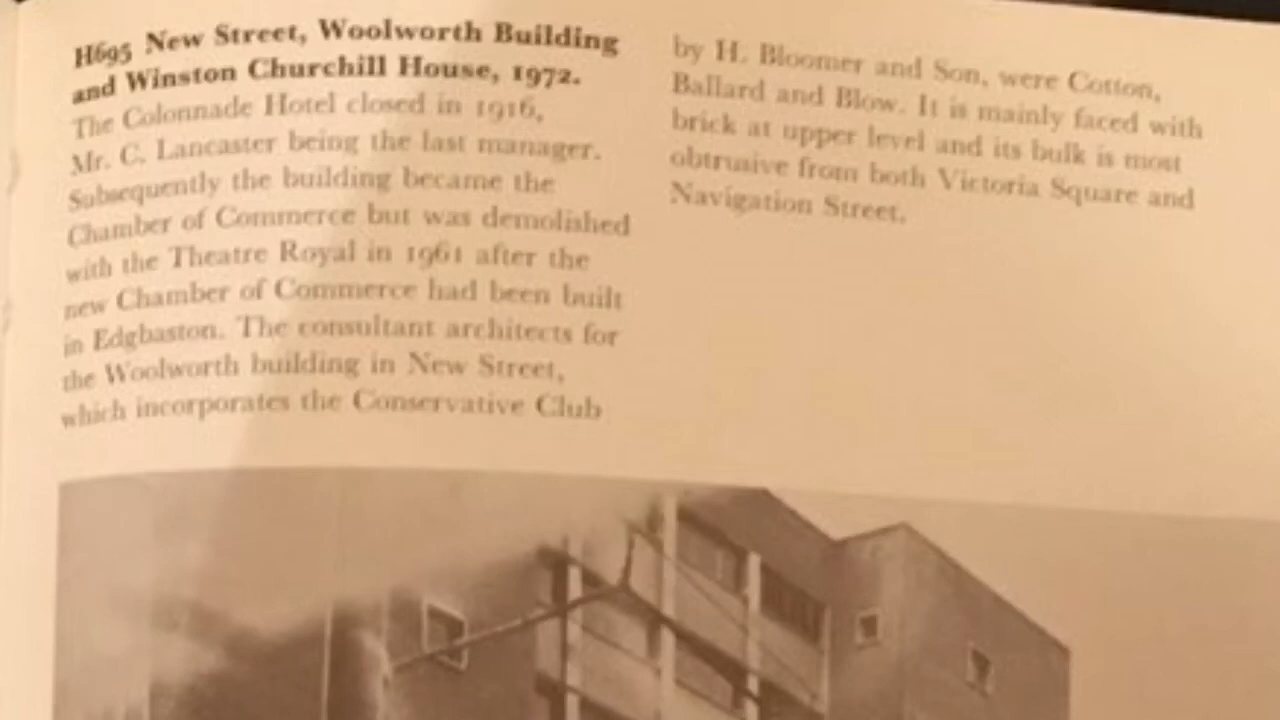 H695 New Street, Woolworth Building
and Winston Churchill House, 1972.
The Colonnade Hotel closed in 1916,
Mr. C. Lancaster being the last manager.
Subsequently the building became the
Chamber of Commerce but was demolished
with the Theatre Royal in 1961 after the
new Chamber of Commerce had been built
in Edgbaston. The consultant architects for
the Woolworth building in New Street,
which incorporates the Conservative Club
by H. Bloomer and Son, were Cotton,
Ballard and Blow. It is mainly faced with
brick at upper level and its bulk is most
obtrusive from both Victoria Square and
Navigation Street.